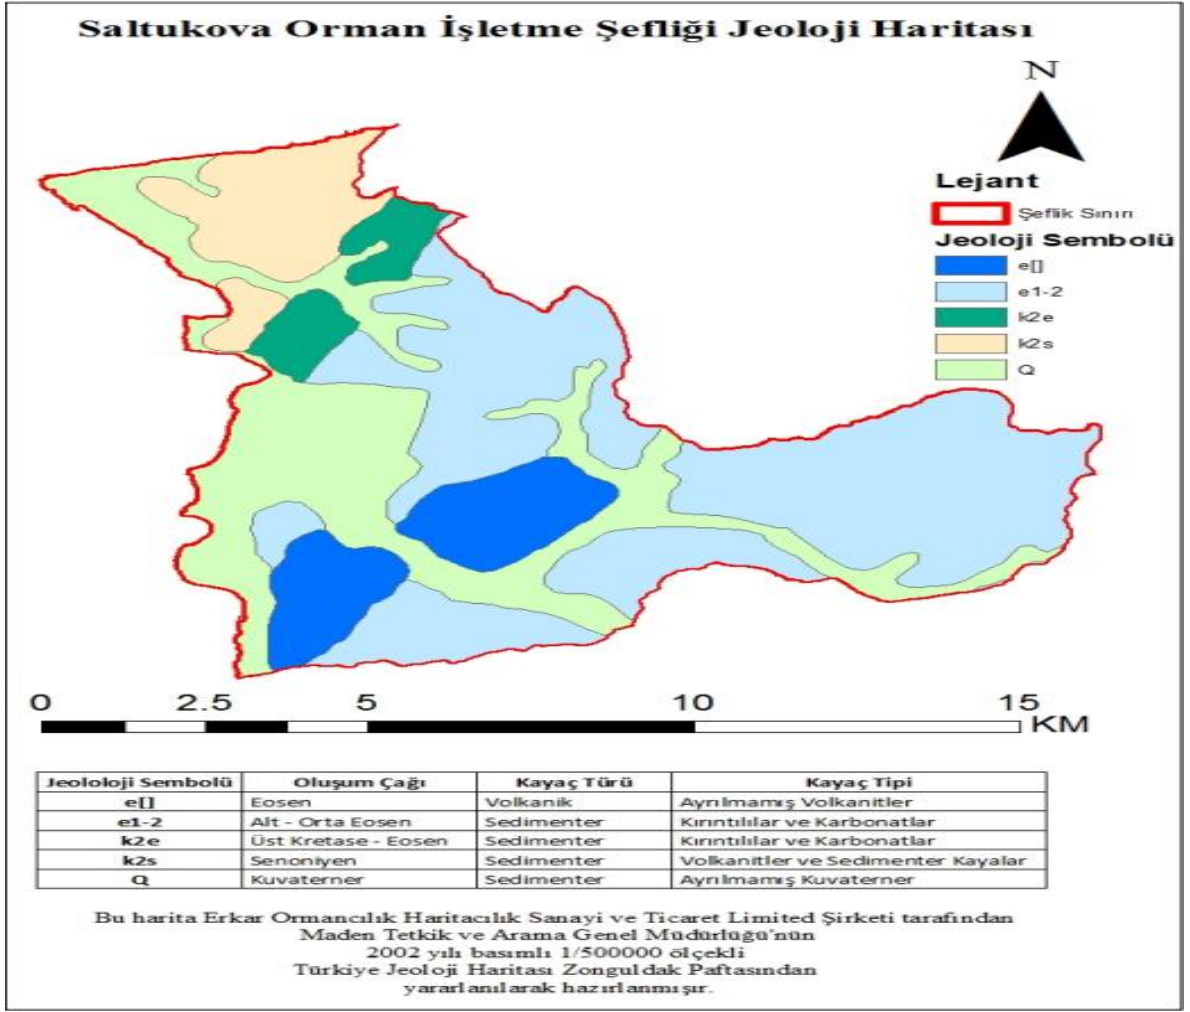 Saltukova Orman İşletme Şefliği Jeoloji Haritası
N
Lejant
Şeflik Sınırı
Jeoloji Sembolü
e[]
e1-2
k2e
k2s
Q
0 2.5 5 10 15
KM
Jeololoji Sembolü Oluşum Çağı Kayaç Türü Kayaç Tipi
e[] Eosen Volkanik Ayrılmamış Volkanitler
e1-2 Alt - Orta Eosen Sedimenter Kırıntılılar ve Karbonatlar
k2e Üst Kretase - Eosen Sedimenter Kırıntılılar ve Karbonatlar
k2s Senoniyen Sedimenter Volkanitler ve Sedimenter Kayalar
Q Kuvaterner Sedimenter Ayrılmamış Kuvaterner
Bu harita Erkar Ormancılık Haritacılık Sanayi ve Ticaret Limited Şirketi tarafından
Maden Tetkik ve Arama Genel Müdürlüğü'nün
2002 yılı basımlı 1/500000 ölçekli
Türkiye Jeoloji Haritası Zonguldak Paftasından
yararlanılarak hazırlanmışır.